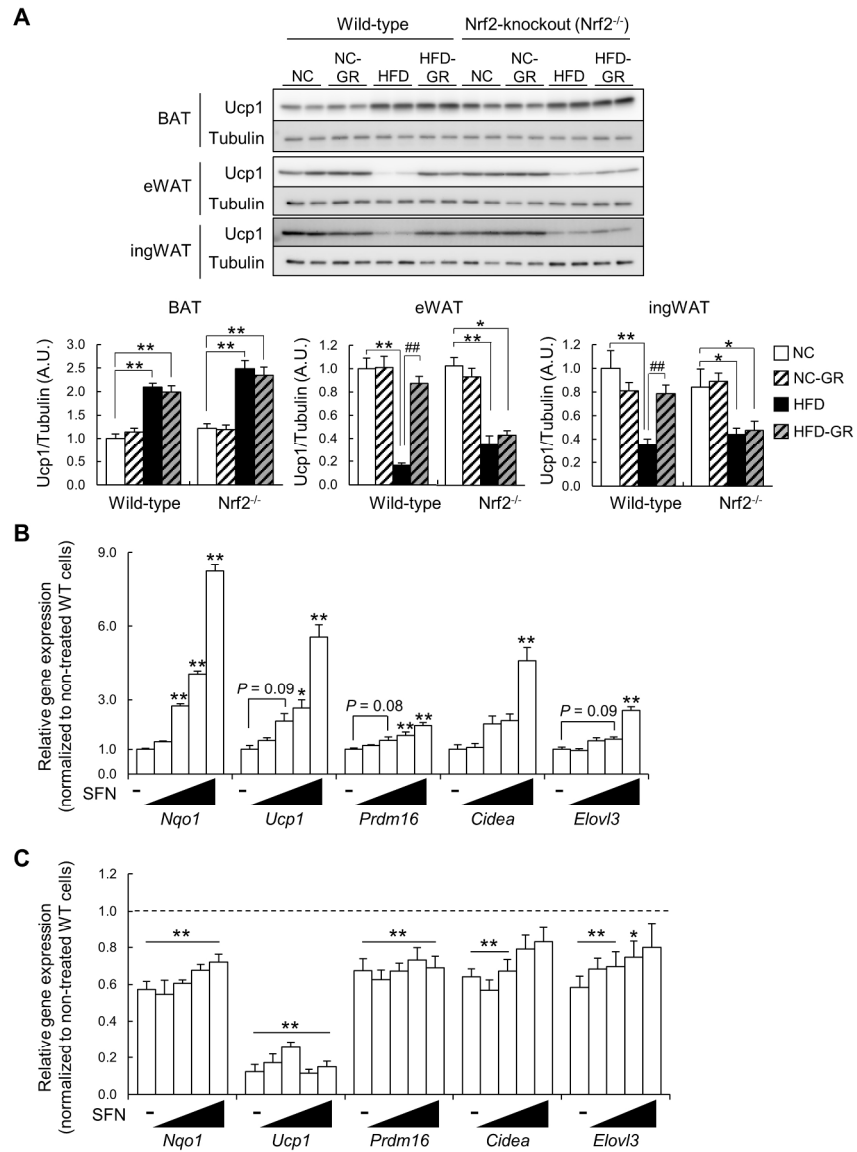 A
Wild-type Nrf2-knockout (Nrf2-/-)
NC NC-GR HFD HFD-GR NC NC-GR HFD HFD-GR
BAT Ucp1
Tubulin
eWAT Ucp1
Tubulin
ingWAT Ucp1
Tubulin
BAT
Ucp1/Tubulin (A.U.)
3.0
2.5
2.0
1.5
1.0
0.5
0.0
**
**
**
**
Wild-type Nrf2-/-
eWAT
Ucp1/Tubulin (A.U.)
1.2
1.0
0.8
0.6
0.4
0.2
0.0
** ##
*
**
Wild-type Nrf2-/-
ingWAT
Ucp1/Tubulin (A.U.)
1.2
1.0
0.8
0.6
0.4
0.2
0.0
** ##
*
*
Wild-type Nrf2-/-
NC
NC-GR
HFD
HFD-GR
B
Relative gene expression
(normalized to non-treated WT cells)
9.0
6.0
3.0
1.0
0.0
** ** **
P = 0.09 * **
P = 0.08 ** **
**
P = 0.09 **
SFN - - - - -
Nqo1 Ucp1 Prdm16 Cidea Elovl3
C
Relative gene expression
(normalized to non-treated WT cells)
1.2
1.0
0.8
0.6
0.4
0.2
0.0
** ** ** ** ** *
SFN - - - - -
Nqo1 Ucp1 Prdm16 Cidea Elovl3